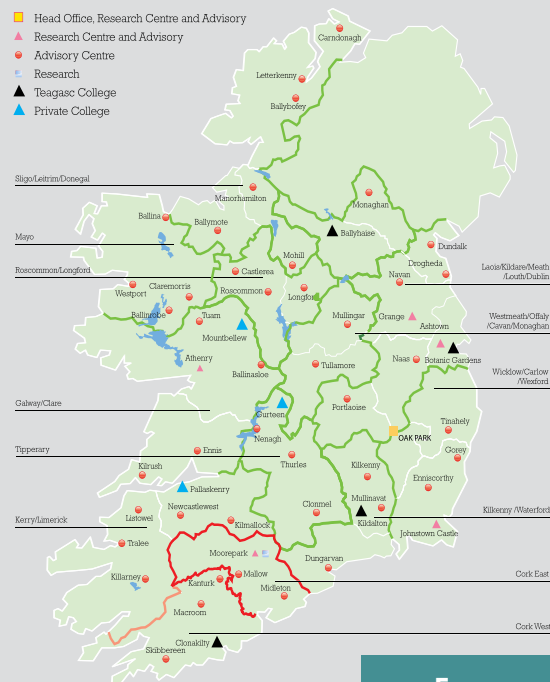 Head Office, Research Centre and Advisory
Research Centre and Advisory
Advisory Centre
Research
Teagasc College
Private College
Carndonagh
Letterkenny
Ballybofey
Sligo/Leitrim/Donegal
Manorhamilton
Monaghan
Ballina
Ballymote
Ballyhaise
Mayo
Dundalk
Mohill
Drogheda
Roscommon/Longford
Castlerea
Navan
Laois/Kildare/Meath
/Louth/Dublin
Westport
Claremorris
Roscommon
Longford
Ballinrobe
Tuam
Mullingar
Grange
Ashtown
Westmeath/Offaly
/Cavan/Monaghan
Mountbellew
Athenry
Ballinasloe
Tullamore
Naas
Botanic Gardens
Wicklow/Carlow
/Wexford
Galway/Clare
Gurteen
Portlaoise
Tinahely
OAK PARK
Nenagh
Tipperary
Ennis
Thurles
Gorey
Kilrush
Kilkenny
Enniscorthy
Pallaskenny
Mullinavat
Listowel
Newcastlewest
Clonmel
Kilkenny /Waterford
Kerry/Limerick
Kilmallock
Kildalton
Johnstown Castle
Tralee
Moorepark
Dungarvan
Killarney
Kanturk
Mallow
Cork East
Midleton
Macroom
Cork West
Clonakilty
Skibbereen